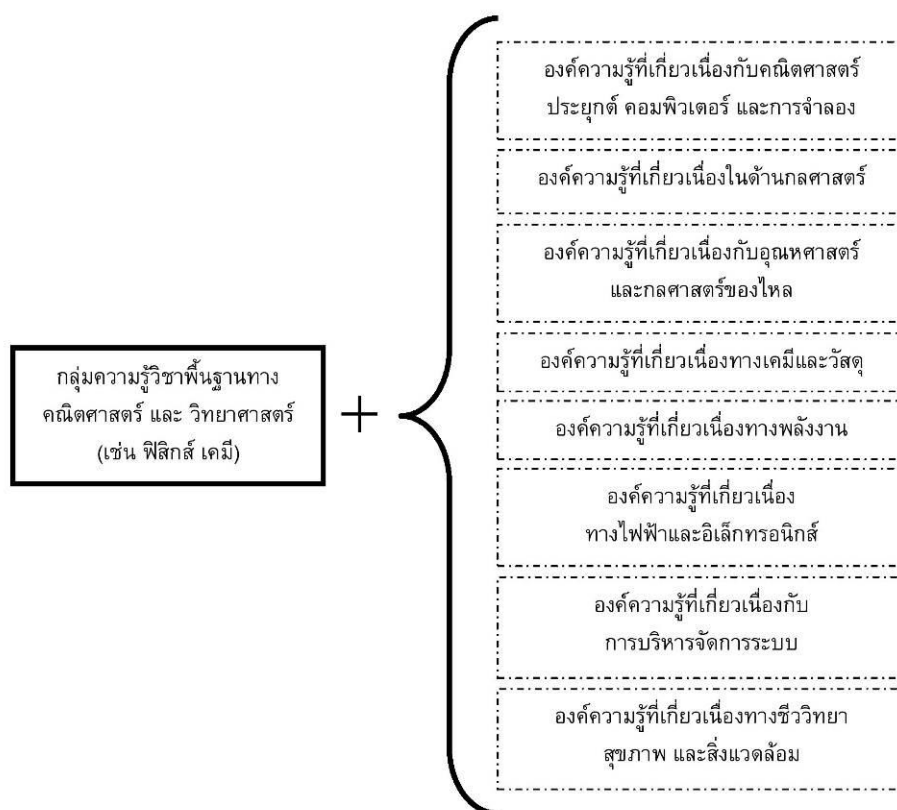 กลุ่มความรู้วิชาพื้นฐานทาง
คณิตศาสตร์ และ วิทยาศาสตร์
(เช่น ฟิสิกส์ เคมี)
+
องค์ความรู้ที่เกี่ยวเนื่องกับคณิตศาสตร์
ประยุกต์ คอมพิวเตอร์ และการจำลอง
องค์ความรู้ที่เกี่ยวเนื่องในด้านกลศาสตร์
องค์ความรู้ที่เกี่ยวเนื่องกับอุณหศาสตร์
และกลศาสตร์ของไหล
องค์ความรู้ที่เกี่ยวเนื่องทางเคมีและวัสดุ
องค์ความรู้ที่เกี่ยวเนื่องทางพลังงาน
องค์ความรู้ที่เกี่ยวเนื่อง
ทางไฟฟ้าและอิเล็กทรอนิกส์
องค์ความรู้ที่เกี่ยวเนื่องกับ
การบริหารจัดการระบบ
องค์ความรู้ที่เกี่ยวเนื่องทางชีววิทยา
สุขภาพ และสิ่งแวดล้อม